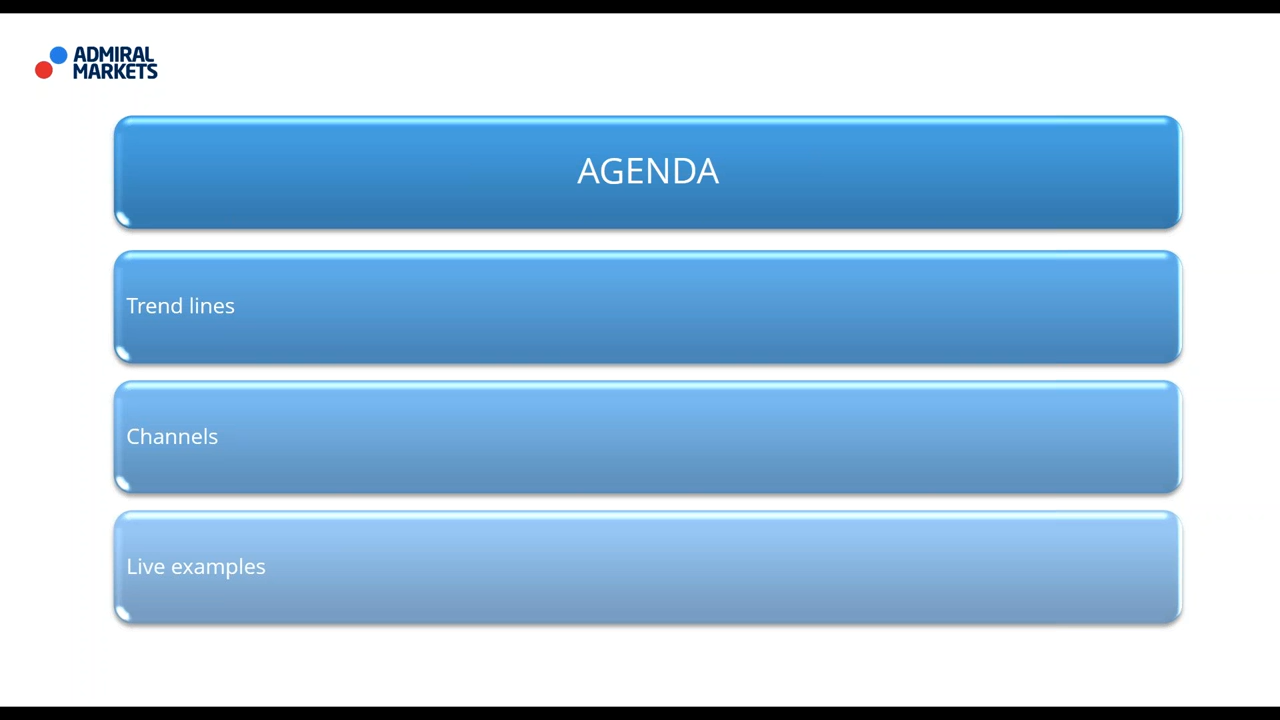 ADMIRAL
MARKETS
AGENDA
Trend lines
Channels
Live examples